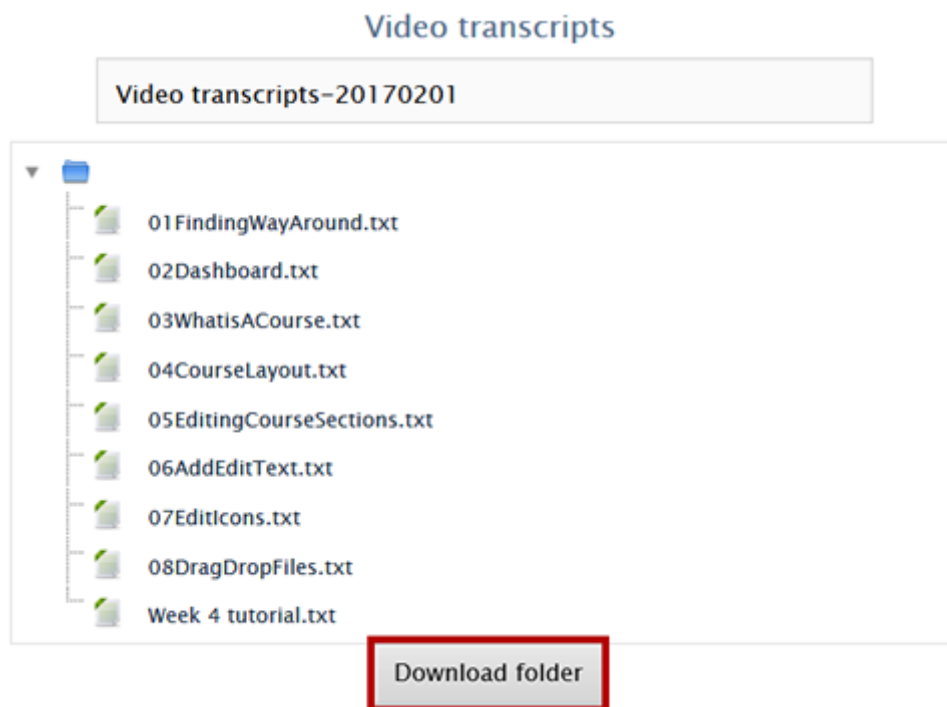 Video transcripts
Video transcripts-20170201
01FindingWayAround.txt
02Dashboard.txt
03WhatisACourse.txt
04CourseLayout.txt
05EditingCourseSections.txt
06AddEditText.txt
07EditIcons.txt
08DragDropFiles.txt
Week 4 tutorial.txt
Download folder